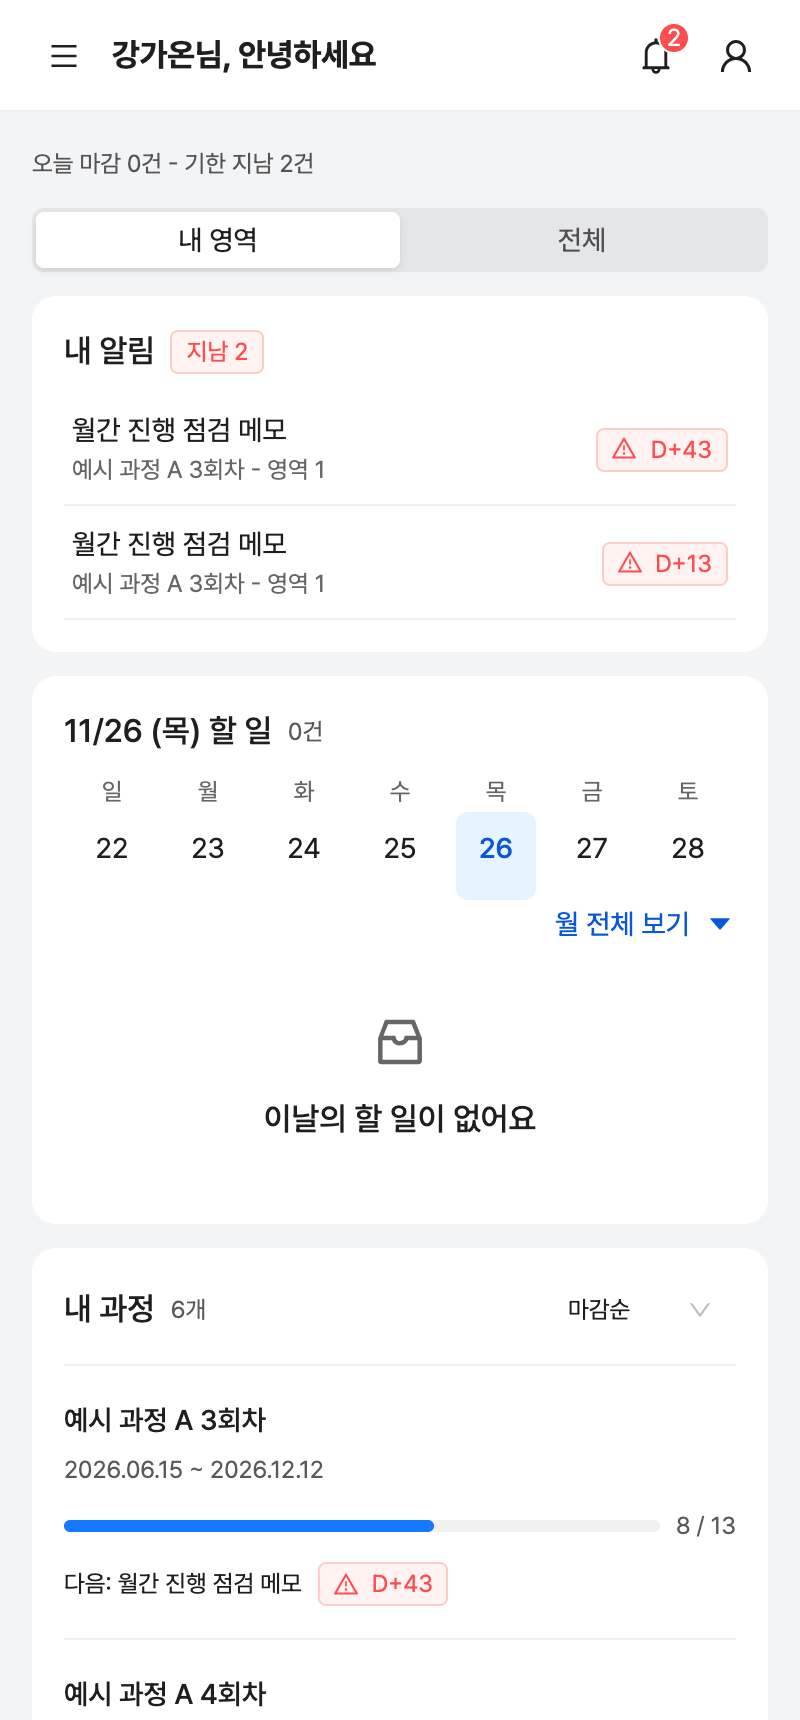 강가온님, 안녕하세요
2
오늘 마감 0건 - 기한 지남 2건
내 영역
전체
내 알림 지남 2
월간 진행 점검 메모
예시 과정 A 3회차 - 영역 1
D+43
월간 진행 점검 메모
예시 과정 A 3회차 - 영역 1
D+13
11/26 (목) 할 일 0건
일 월 화 수 목 금 토
22 23 24 25 26 27 28
월 전체 보기
이날의 할 일이 없어요
내 과정 6개 마감순
예시 과정 A 3회차
2026.06.15 ~ 2026.12.12
8 / 13
다음: 월간 진행 점검 메모 D+43
예시 과정 A 4회차